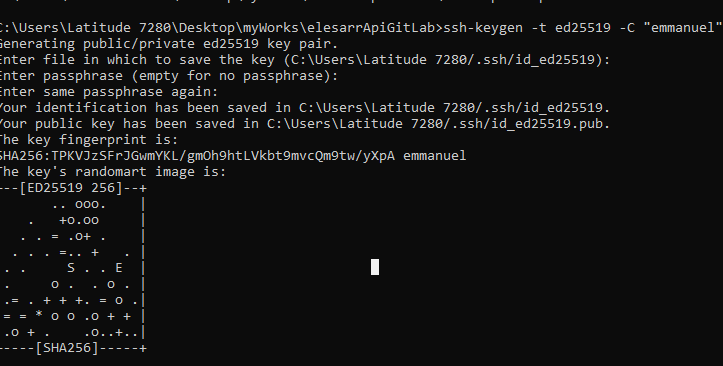 C:\Users\Latitude 7280\Desktop\myWorks\elesarrApiGitLab>ssh-keygen -t ed25519 -C "emmanuel"
Generating public/private ed25519 key pair.
Enter file in which to save the key (C:\Users\Latitude 7280/.ssh/id_ed25519):
Enter passphrase (empty for no passphrase):
Enter same passphrase again:
Your identification has been saved in C:\Users\Latitude 7280/.ssh/id_ed25519.
Your public key has been saved in C:\Users\Latitude 7280/.ssh/id_ed25519.pub.
The key fingerprint is:
SHA256:TPKVJzSFrJGwmYKL/gmOh9htLVkbt9mvcQm9tw/yXpA emmanuel
The key's randomart image is:
---[ED25519 256]--+
       .. ooo.    |
    .   +o.oo     |
   . . = .o+ .    |
  . . . =.. +   . |
 . .     S . . E  |
 .     o .  . o . |
 .= . + + +. = o .|
 = = * o o .o + + |
 .o + .    .o..+..|
-----[SHA256]-----+